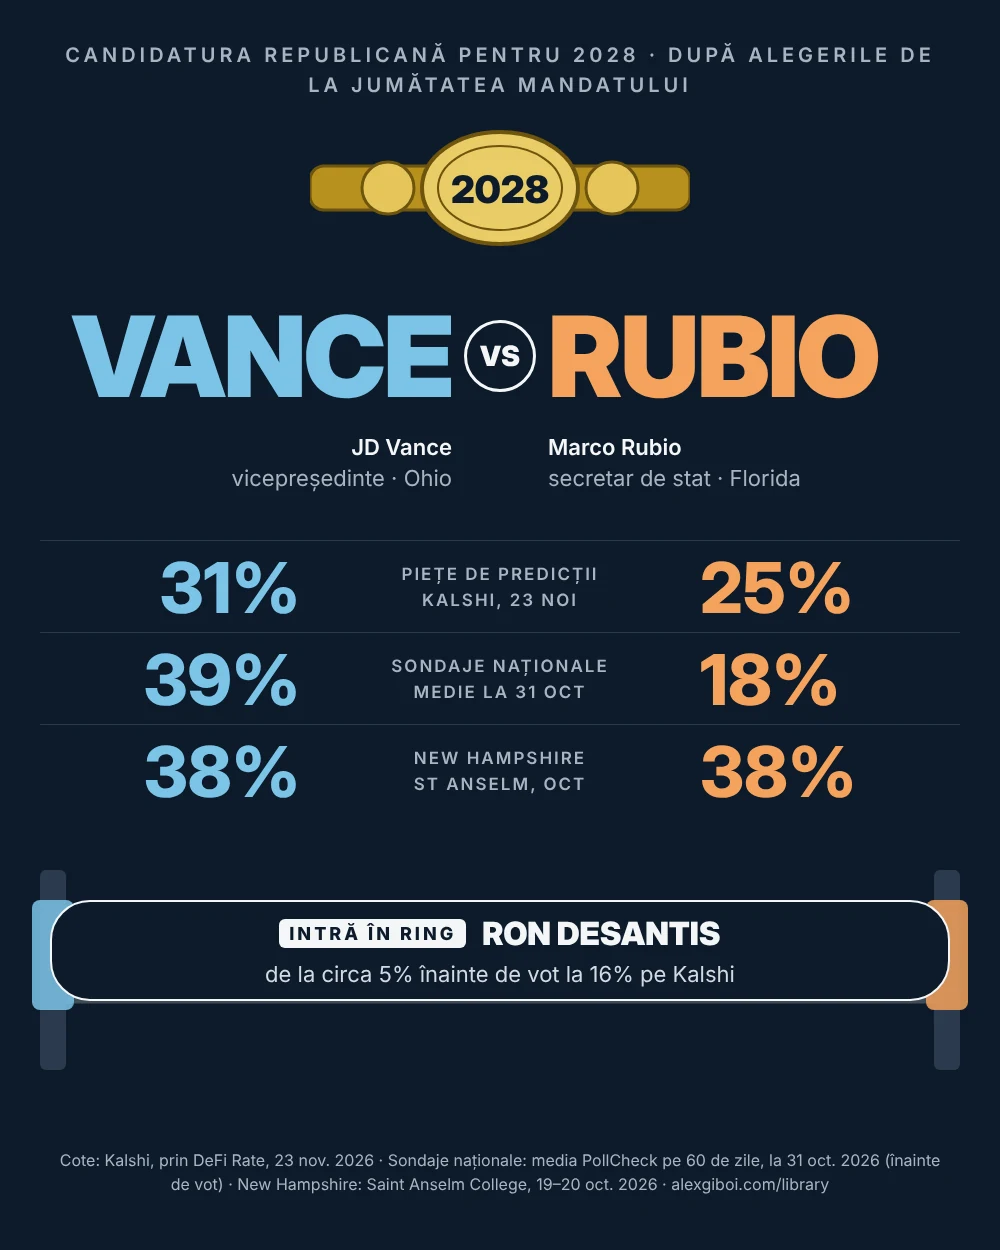 CANDIDATURA REPUBLICANĂ PENTRU 2028 · DUPĂ ALEGERILE DE
LA JUMĂTATEA MANDATULUI
2028
VANCE VS RUBIO
JD Vance Marco Rubio
vicepreședinte · Ohio secretar de stat · Florida
31% PIEȚE DE PREDICȚII 25%
KALSHI, 23 NOI
39% SONDAJE NAȚIONALE 18%
MEDIE LA 31 OCT
38% NEW HAMPSHIRE 38%
ST ANSELM, OCT
INTRĂ ÎN RING RON DESANTIS
de la circa 5% înainte de vot la 16% pe Kalshi
Cote: Kalshi, prin DeFi Rate, 23 nov. 2026 · Sondaje naționale: media PollCheck pe 60 de zile, la 31 oct. 2026 (înainte
de vot) · New Hampshire: Saint Anselm College, 19–20 oct. 2026 · alexgiboi.com/library